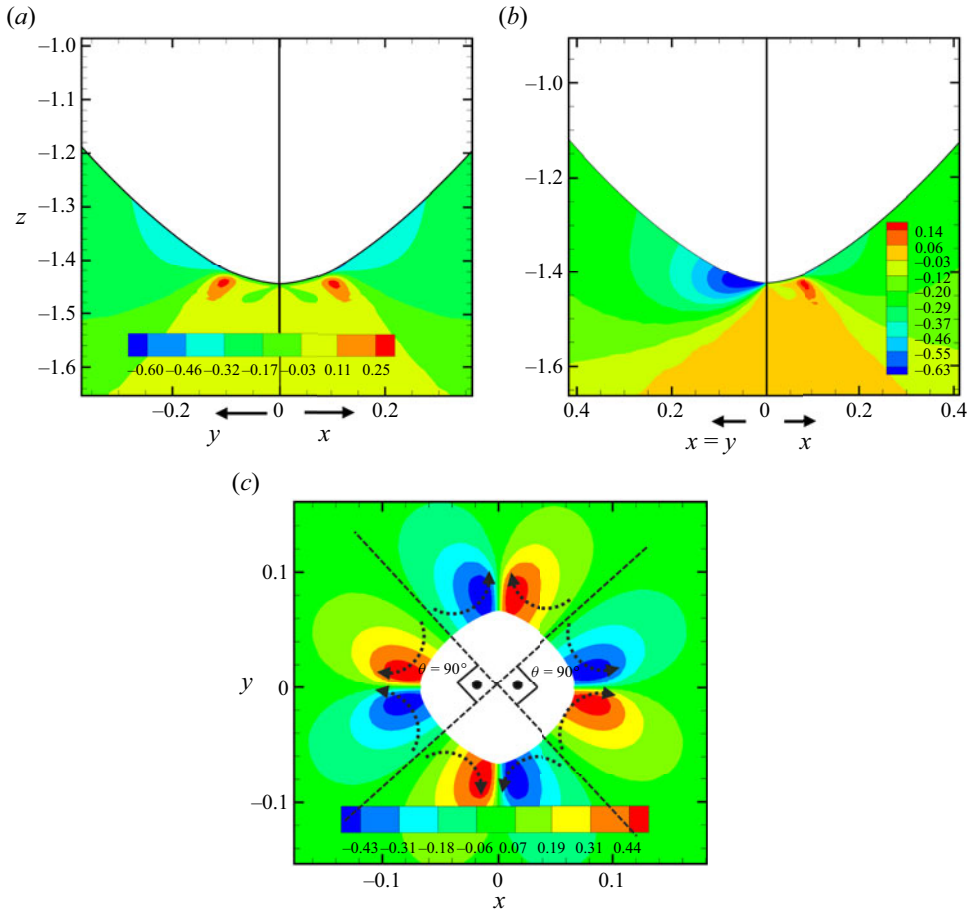 (a)
(b)
–1.0
–1.1
–1.2
–1.3
–1.4
–1.5
–1.6
z
–0.60 –0.46 –0.32 –0.17 –0.03 0.11 0.25
–0.2 0 0.2
y x
–1.0
–1.2
–1.4
–1.6
0.14
0.06
–0.03
–0.12
–0.20
–0.29
–0.37
–0.46
–0.55
–0.63
0.4 0.2 0 0.2 0.4
x = y x
(c)
0.1
y 0
–0.1
θ = 90° θ = 90°
–0.43 –0.31 –0.18 –0.06 0.07 0.19 0.31 0.44
–0.1 0 0.1
x